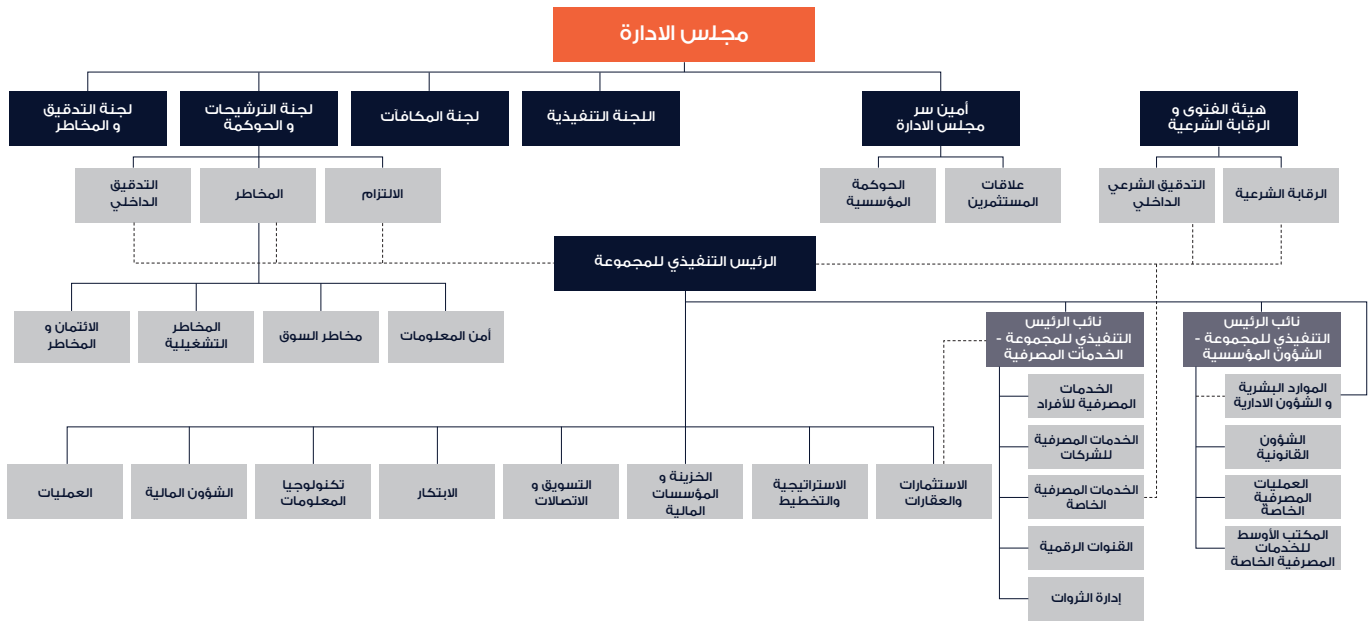 مجلس الادارة
هيئة الفتوى و
الرقابة الشرعية
أمين سر
مجلس الادارة
اللجنة التنفيذية
لجنة المكافآت
لجنة الترشيحات
و الحوكمة
لجنة التدقيق
و المخاطر
الرقابة الشرعية
التدقيق الشرعي
الداخلي
علاقات
المستثمرين
الحوكمة
المؤسسية
الالتزام
المخاطر
التدقيق
الداخلي
الرئيس التنفيذي للمجموعة
أمن المعلومات
مخاطر السوق
المخاطر
التشغيلية
الائتمان و
المخاطر
نائب الرئيس
التنفيذي للمجموعة -
الشؤون المؤسسية
الموارد البشرية
و الشؤون الادارية
الشؤون
القانونية
العمليات
المصرفية
الخاصة
المكتب الأوسط
للخدمات
المصرفية الخاصة
نائب الرئيس
التنفيذي للمجموعة -
الخدمات المصرفية
الخدمات
المصرفية للأفراد
الخدمات المصرفية
للشركات
الخدمات المصرفية
الخاصة
القنوات الرقمية
إدارة الثروات
الاستثمارات
والعقارات
الاستراتيجية
والتخطيط
الخزينة و
المؤسسات
المالية
التسويق و
الاتصالات
الابتكار
تكنولوجيا
المعلومات
الشؤون المالية
العمليات